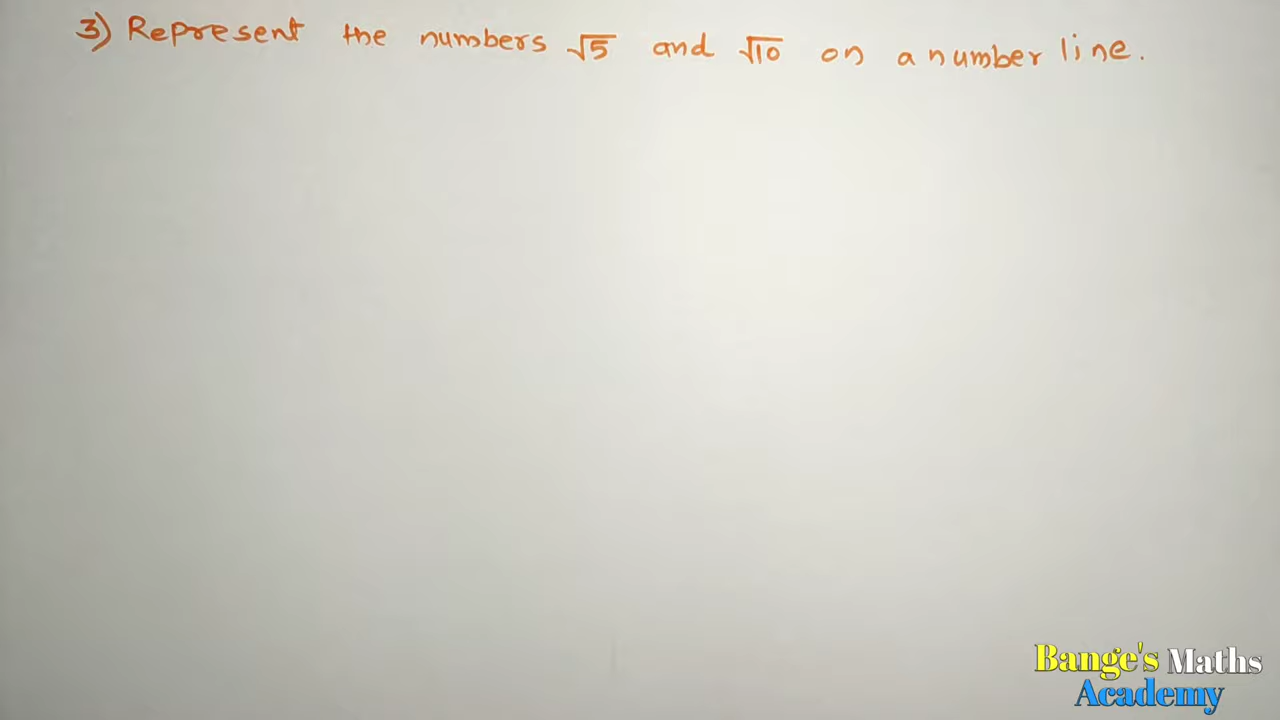 3) Represent the numbers √5 and √10 on a number line.
Bange's Maths
Academy